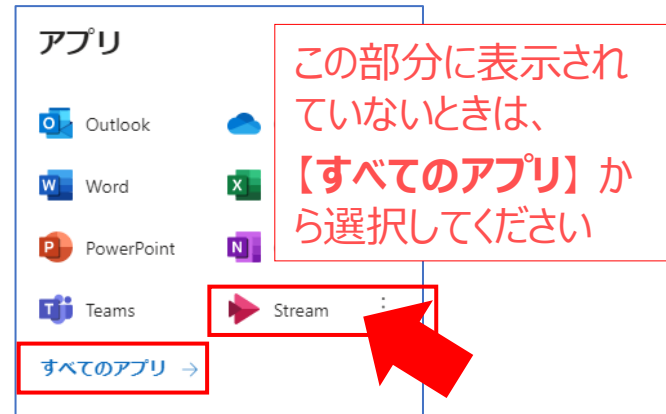 アプリ
この部分に表示され
ていないときは、
【すべてのアプリ】か
ら選択してください
Outlook
Word
PowerPoint
Teams
Stream
すべてのアプリ →